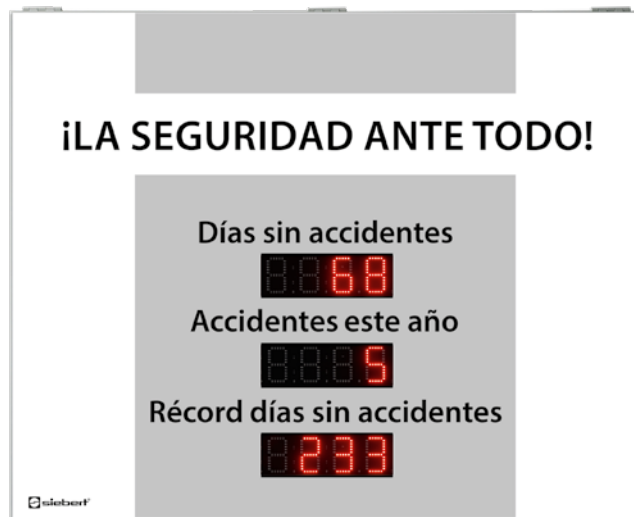 ¡LA SEGURIDAD ANTE TODO!
Días sin accidentes
68
Accidentes este año
5
Récord días sin accidentes
233
siebert